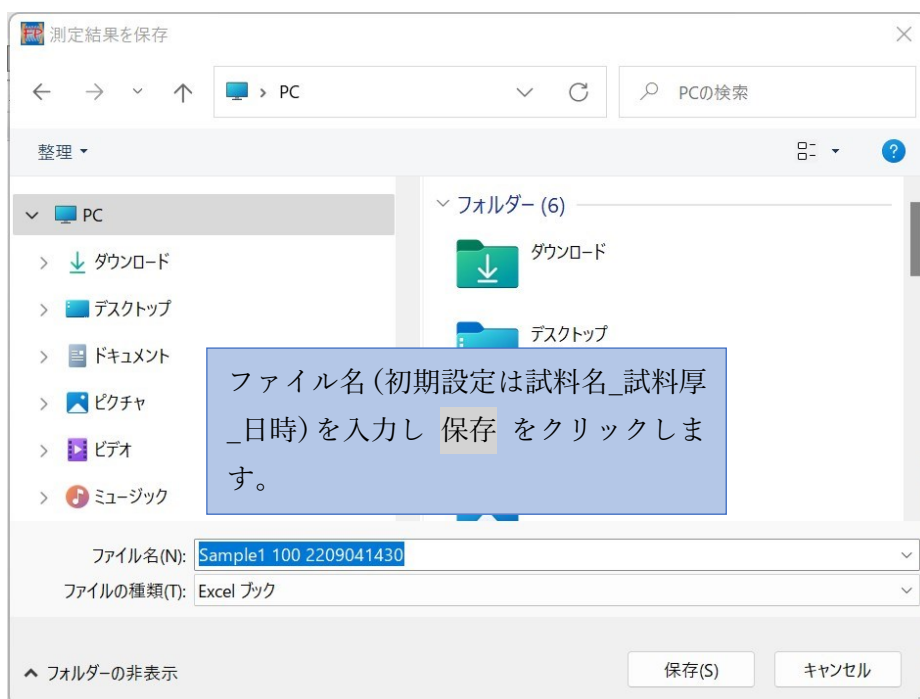 FP 測定結果を保存
PC
PCの検索
整理
PC
ダウンロード
デスクトップ
ドキュメント
ピクチャ
ビデオ
ミュージック
フォルダー (6)
ダウンロード
デスクトップ
ファイル名(初期設定は試料名_試料厚
_日時)を入力し 保存 をクリックしま
す。
ファイル名(N): Sample1 100 2209041430
ファイルの種類(T): Excel ブック
フォルダーの非表示
保存(S)
キャンセル